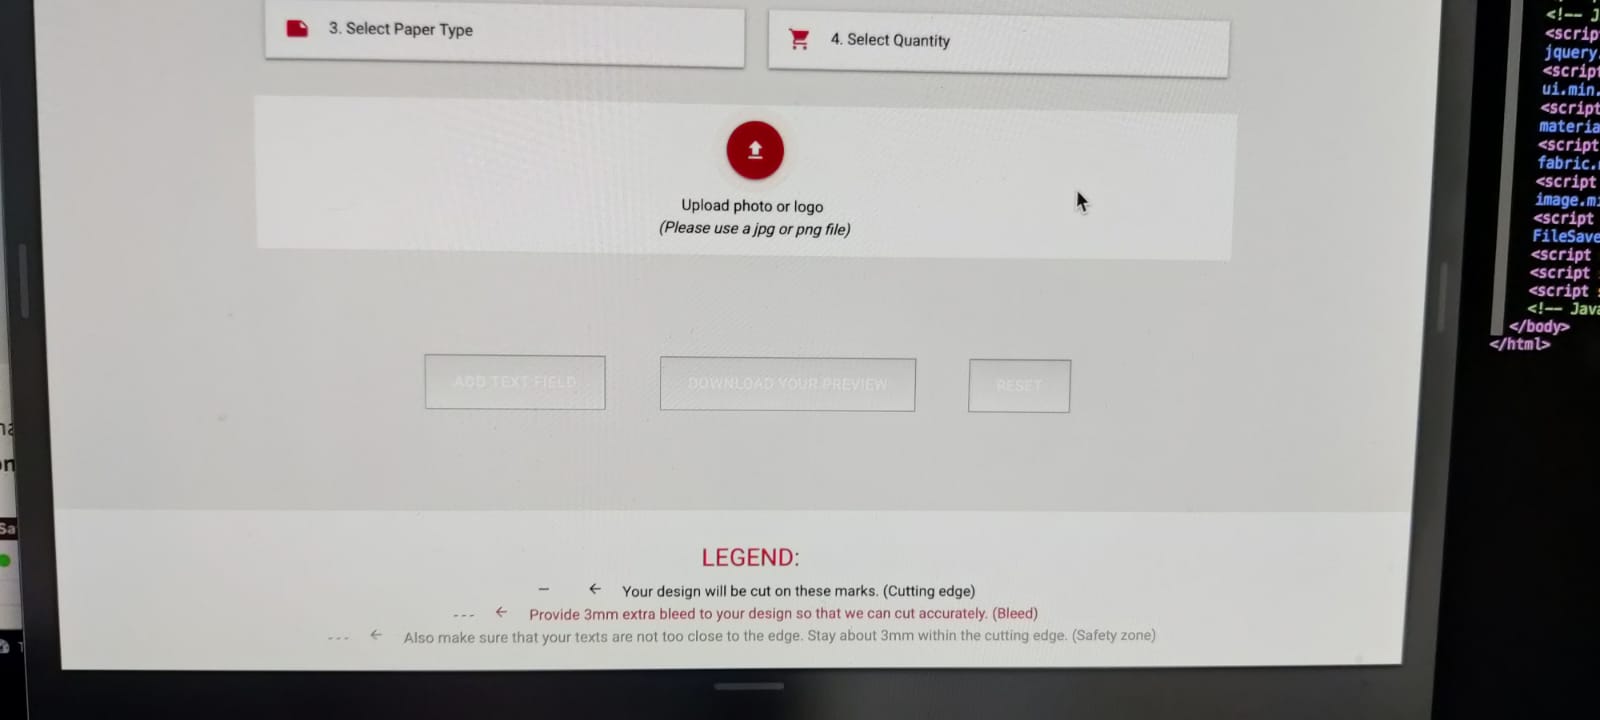 3. Select Paper Type
4. Select Quantity
Upload photo or logo
(Please use a jpg or png file)
ADD TEXT FIELD
DOWNLOAD YOUR PREVIEW
RESET
LEGEND:
— ← Your design will be cut on these marks. (Cutting edge)
--- ← Provide 3mm extra bleed to your design so that we can cut accurately. (Bleed)
--- ← Also make sure that your texts are not too close to the edge. Stay about 3mm within the cutting edge. (Safety zone)
<!-- J
<scrip
jquery.
<script
ui.min.
<script
materia
<script
fabric.
<script
image.m
<script
FileSave
<script
<script
<script
<!-- Jav
</body>
</html>
on
Sa